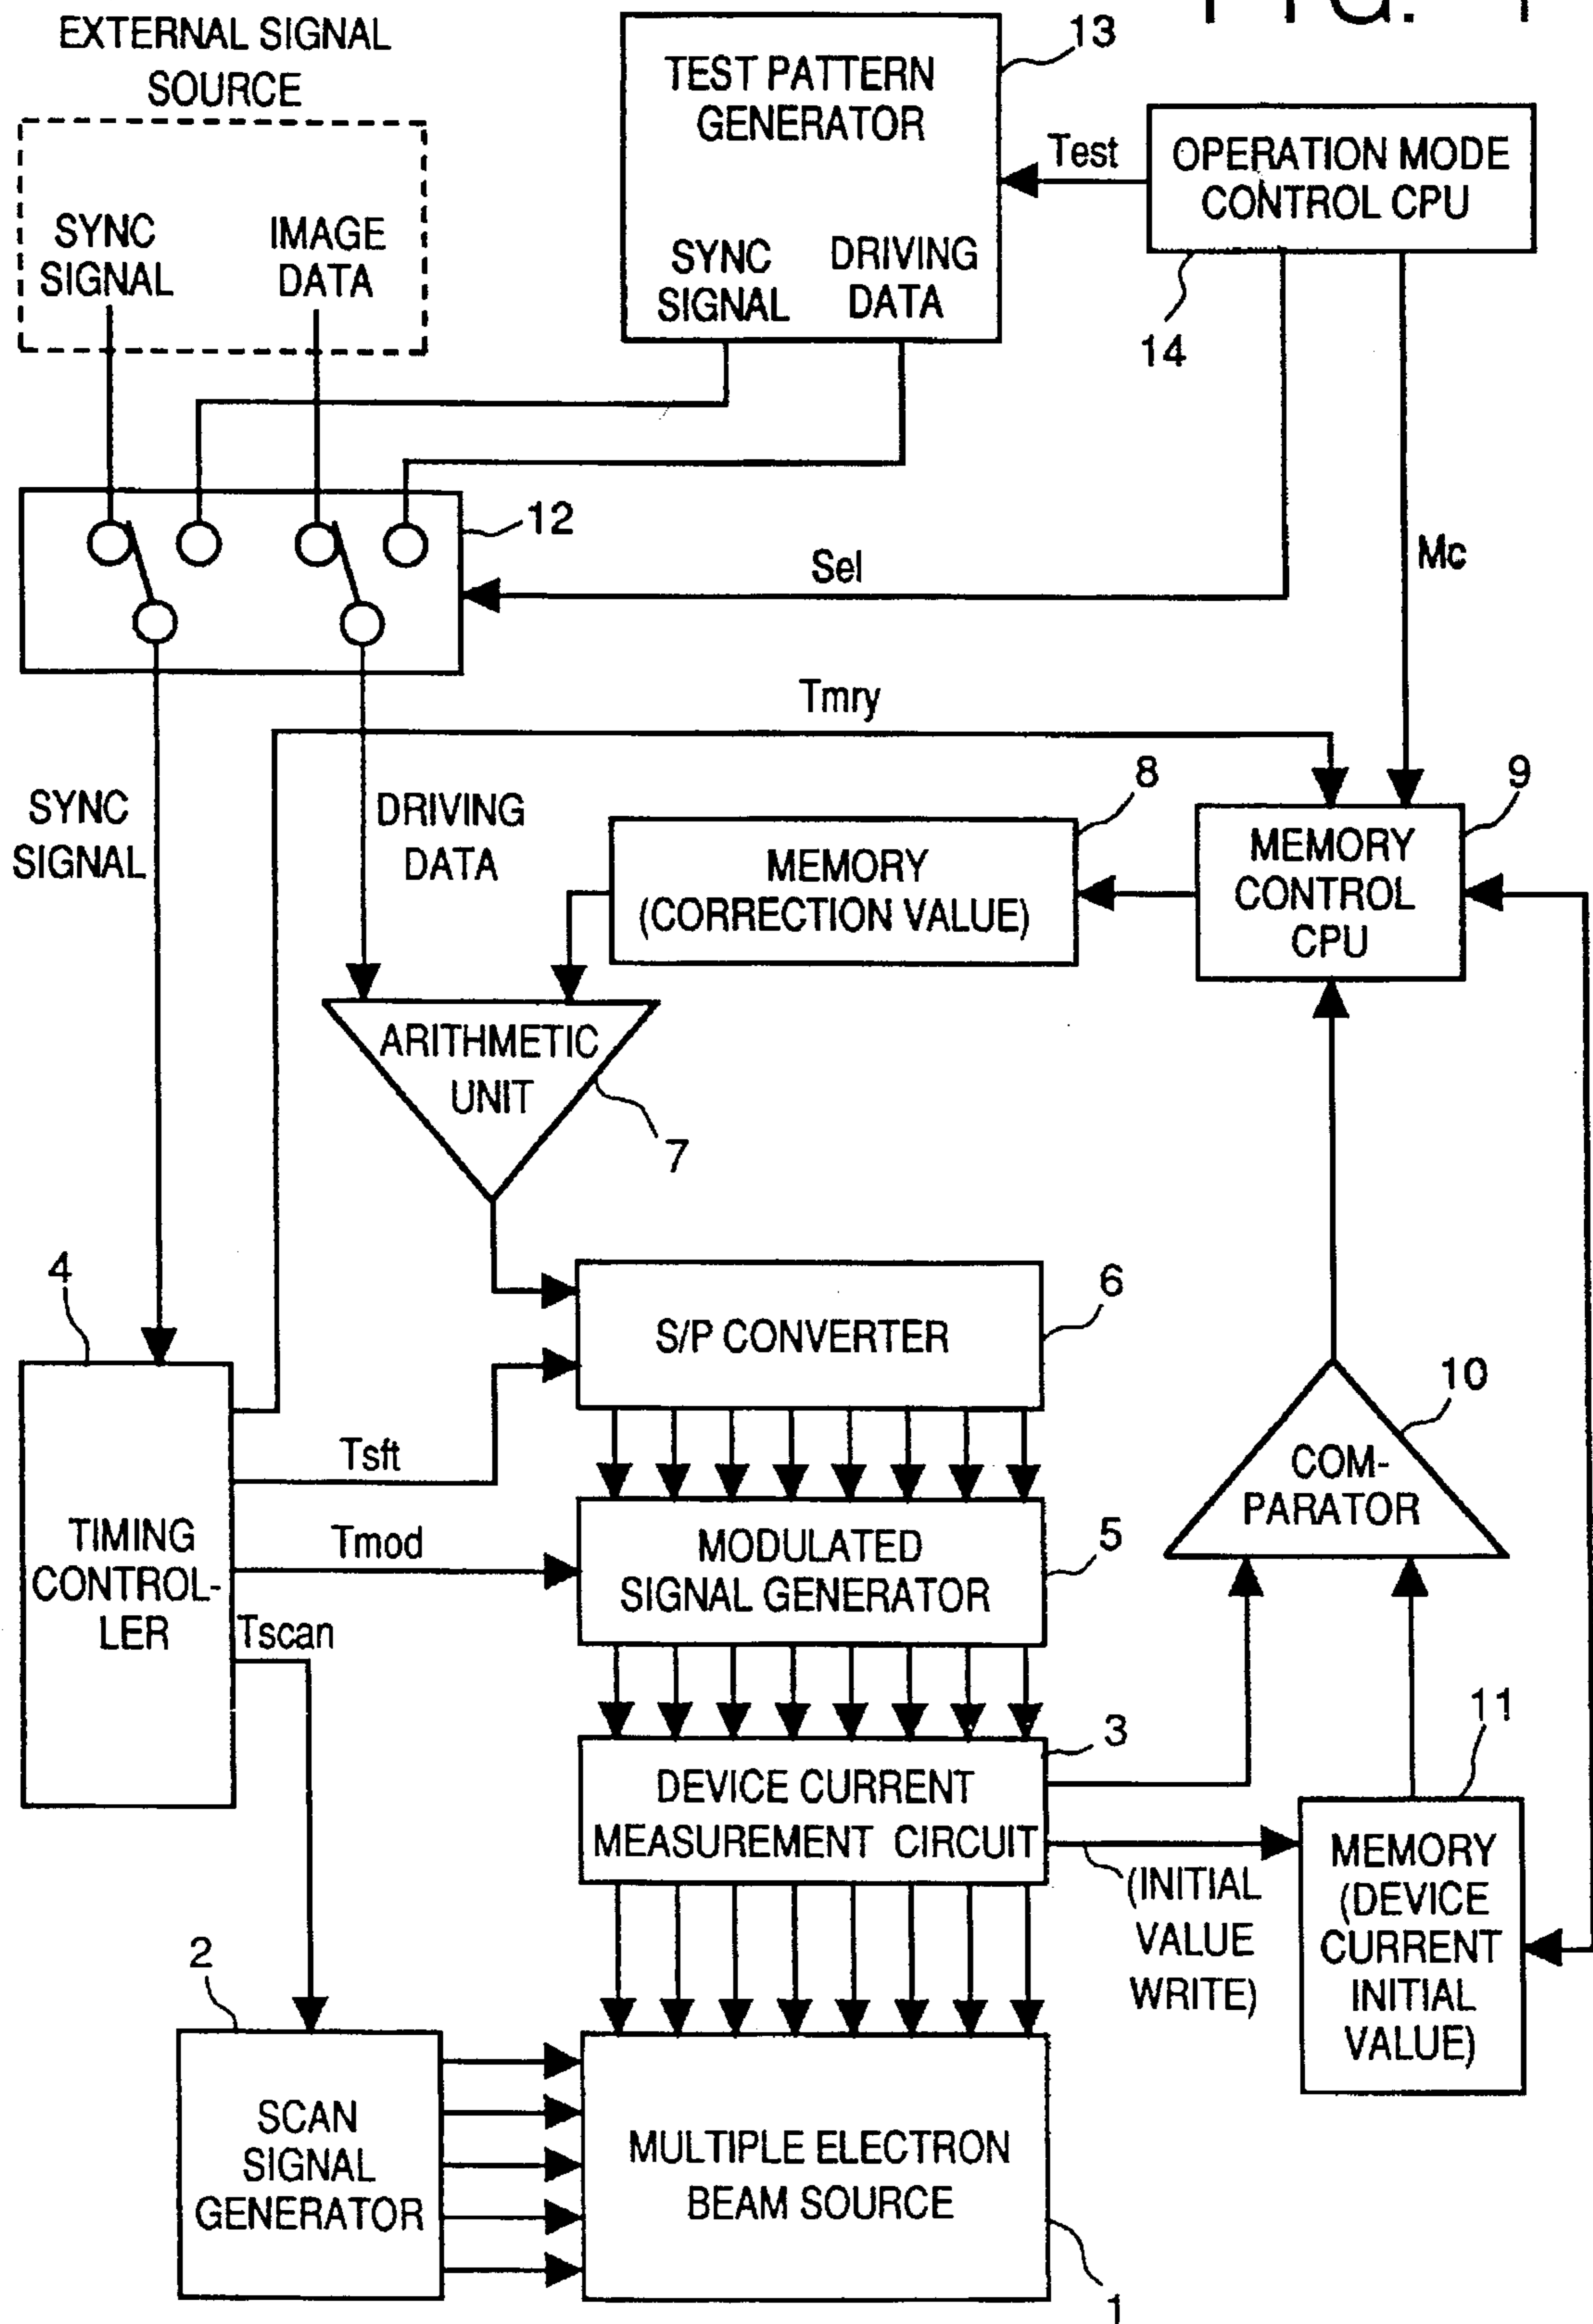 FIG. 1
EXTERNAL SIGNAL
SOURCE
SYNC
SIGNAL
IMAGE
DATA
13
TEST PATTERN
GENERATOR
SYNC
SIGNAL
DRIVING
DATA
Test
OPERATION MODE
CONTROL CPU
14
12
Sel
Mc
Tmry
SYNC
SIGNAL
DRIVING
DATA
8
MEMORY
(CORRECTION VALUE)
9
MEMORY
CONTROL
CPU
ARITHMETIC
UNIT
7
4
TIMING
CONTROL-
LER
6
S/P CONVERTER
Tsft
Tmod
Tscan
MODULATED
SIGNAL GENERATOR
5
10
COM-
PARATOR
3
DEVICE CURRENT
MEASUREMENT CIRCUIT
(INITIAL
VALUE
WRITE)
11
MEMORY
(DEVICE
CURRENT
INITIAL
VALUE)
2
SCAN
SIGNAL
GENERATOR
MULTIPLE ELECTRON
BEAM SOURCE
1